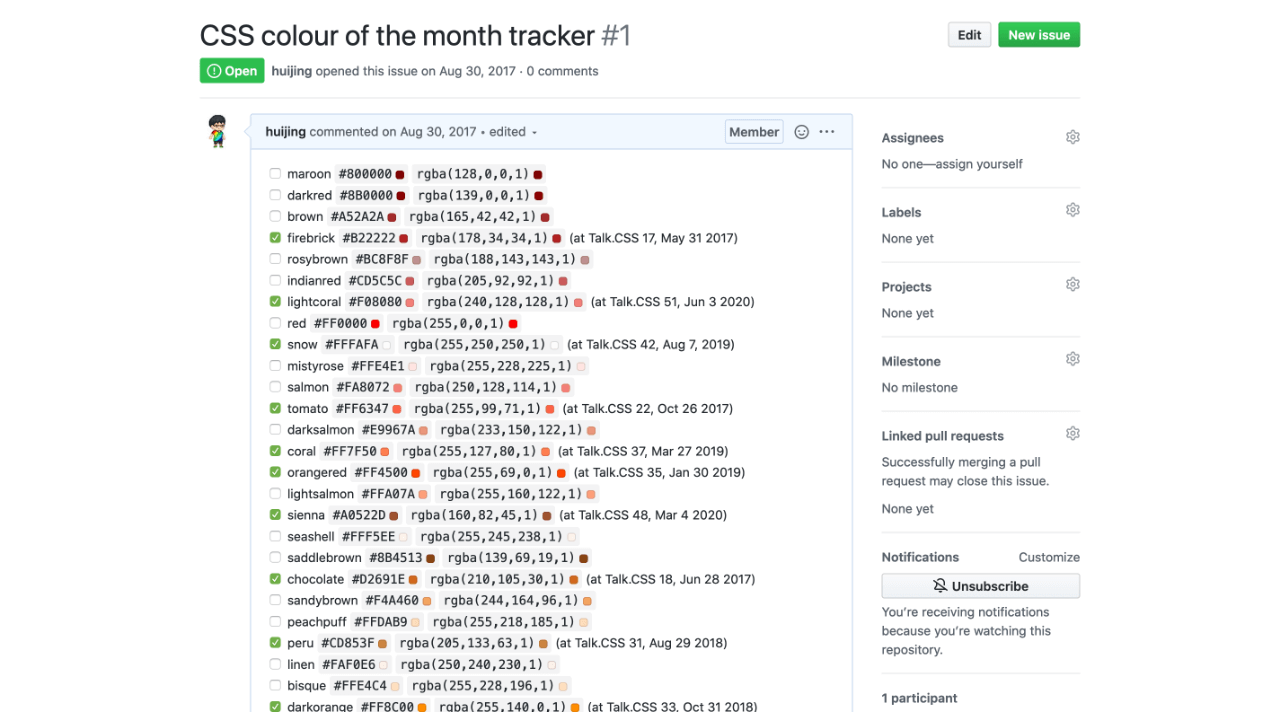 CSS colour of the month tracker #1
Edit
New issue
Open
huijing opened this issue on Aug 30, 2017 · 0 comments
huijing commented on Aug 30, 2017 • edited
Member
maroon #800000 rgba(128,0,0,1)
darkred #8B0000 rgba(139,0,0,1)
brown #A52A2A rgba(165,42,42,1)
firebrick #B22222 rgba(178,34,34,1) (at Talk.CSS 17, May 31 2017)
rosybrown #BC8F8F rgba(188,143,143,1)
indianred #CD5C5C rgba(205,92,92,1)
lightcoral #F08080 rgba(240,128,128,1) (at Talk.CSS 51, Jun 3 2020)
red #FF0000 rgba(255,0,0,1)
snow #FFFAFA rgba(255,250,250,1) (at Talk.CSS 42, Aug 7, 2019)
mistyrose #FFE4E1 rgba(255,228,225,1)
salmon #FA8072 rgba(250,128,114,1)
tomato #FF6347 rgba(255,99,71,1) (at Talk.CSS 22, Oct 26 2017)
darksalmon #E9967A rgba(233,150,122,1)
coral #FF7F50 rgba(255,127,80,1) (at Talk.CSS 37, Mar 27 2019)
orangered #FF4500 rgba(255,69,0,1) (at Talk.CSS 35, Jan 30 2019)
lightsalmon #FFA07A rgba(255,160,122,1)
sienna #A0522D rgba(160,82,45,1) (at Talk.CSS 48, Mar 4 2020)
seashell #FFF5EE rgba(255,245,238,1)
saddlebrown #8B4513 rgba(139,69,19,1)
chocolate #D2691E rgba(210,105,30,1) (at Talk.CSS 18, Jun 28 2017)
sandybrown #F4A460 rgba(244,164,96,1)
peachpuff #FFDAB9 rgba(255,218,185,1)
peru #CD853F rgba(205,133,63,1) (at Talk.CSS 31, Aug 29 2018)
linen #FAF0E6 rgba(250,240,230,1)
bisque #FFE4C4 rgba(255,228,196,1)
darkorange #FF8C00 rgba(255,140,0,1) (at Talk.CSS 33, Oct 31 2018)
Assignees
No one—assign yourself
Labels
None yet
Projects
None yet
Milestone
No milestone
Linked pull requests
Successfully merging a pull
request may close this issue.
None yet
Notifications
Customize
Unsubscribe
You're receiving notifications
because you're watching this
repository.
1 participant